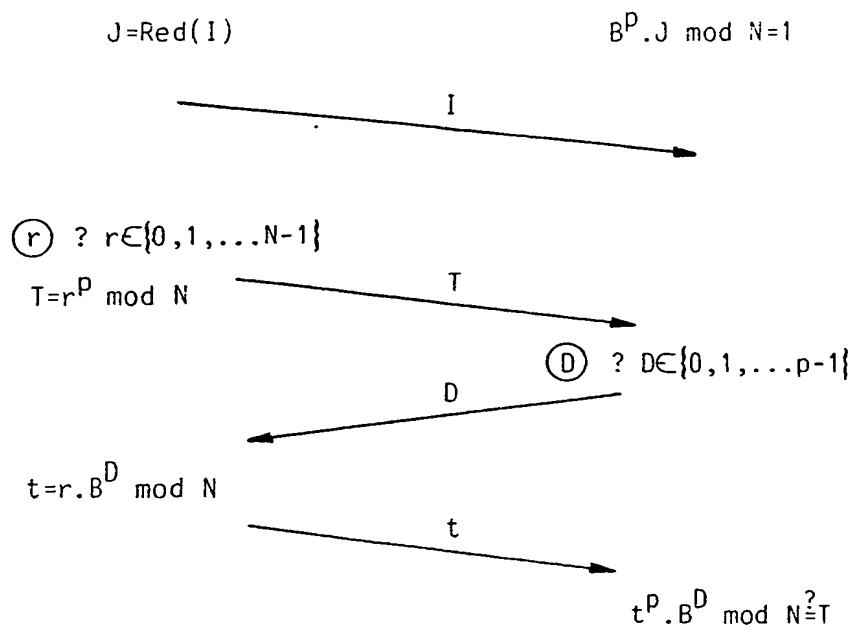 J=Red(I)
B^p.J mod N=1
I
r ? r∈{0,1,...N-1}
T=r^p mod N
T
D ? D∈{0,1,...p-1}
D
t=r.B^D mod N
t
t^p.B^D mod N≟T